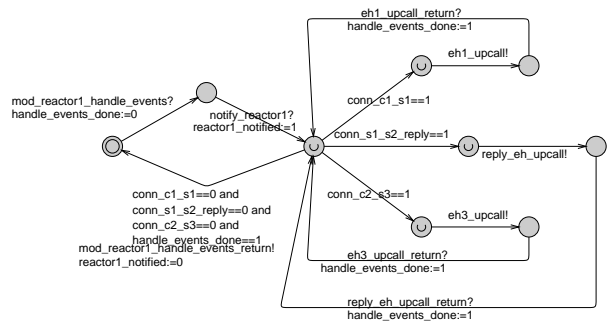 eh1_upcall_return?
handle_events_done:=1
eh1_upcall!
mod_reactor1_handle_events?
handle_events_done:=0
conn_c1_s1==1
notify_reactor1?
reactor1_notified:=1
conn_s1_s2_reply==1
reply_eh_upcall!
conn_c1_s1==0 and
conn_s1_s2_reply==0 and
conn_c2_s3==0 and
handle_events_done==1
mod_reactor1_handle_events_return!
reactor1_notified:=0
conn_c2_s3==1
eh3_upcall!
eh3_upcall_return?
handle_events_done:=1
reply_eh_upcall_return?
handle_events_done:=1